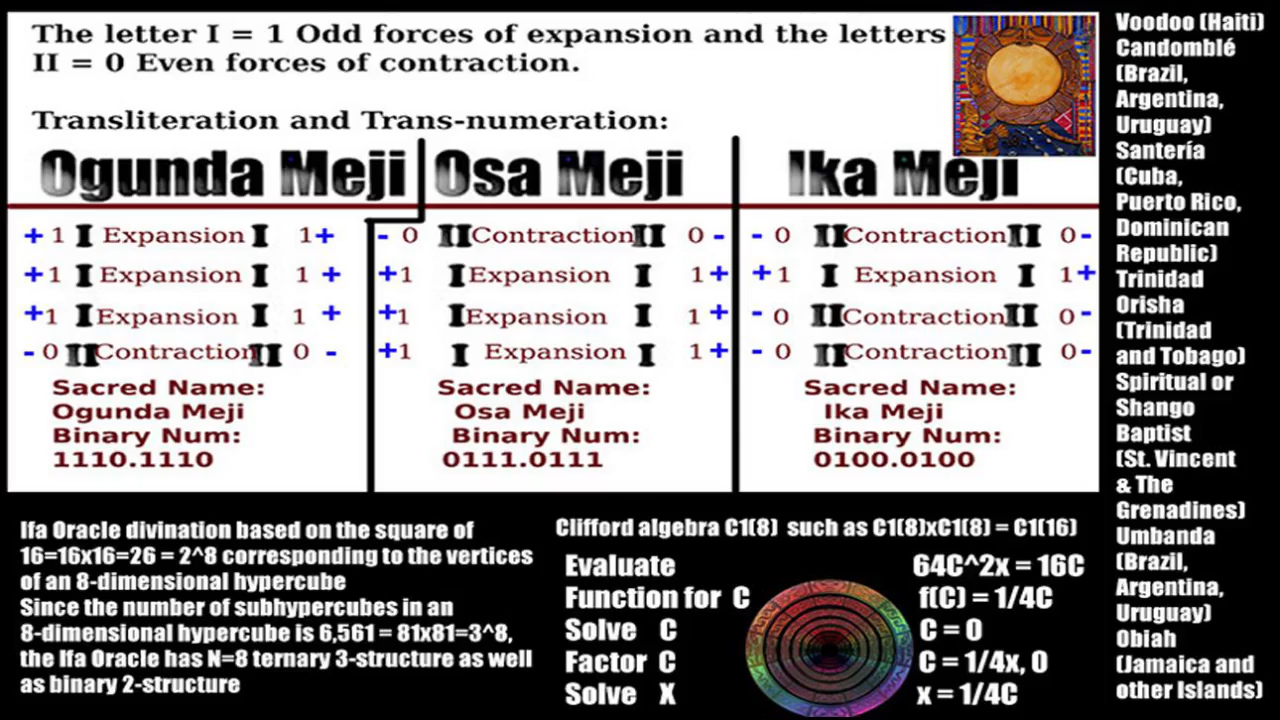 The letter I = 1 Odd forces of expansion and the letters
II = 0 Even forces of contraction.
Transliteration and Trans-numeration:
Ogunda Meji Osa Meji Ika Meji
+1 I Expansion I 1+ - 0 II Contraction II 0 - - 0 II Contraction II 0-
+1 I Expansion I 1 + +1 I Expansion I 1+ +1 I Expansion I 1+
+1 I Expansion I 1 + +1 I Expansion I 1+ - 0 II Contraction II 0-
- 0 II Contraction II 0 - +1 I Expansion I 1+ - 0 II Contraction II 0-
Sacred Name: Sacred Name: Sacred Name:
Ogunda Meji Osa Meji Ika Meji
Binary Num: Binary Num: Binary Num:
1110.1110 0111.0111 0100.0100
Ifa Oracle divination based on the square of
16=16x16=26 = 2^8 corresponding to the vertices
of an 8-dimensional hypercube
Since the number of subhypercubes in an
8-dimensional hypercube is 6,561 = 81x81=3^8,
the Ifa Oracle has N=8 ternary 3-structure as well
as binary 2-structure
Clifford algebra C1(8) such as C1(8)xC1(8) = C1(16)
Evaluate 64C^2x = 16C
Function for C f(C) = 1/4C
Solve C C = 0
Factor C C = 1/4x, 0
Solve X x = 1/4C
Voodoo (Haiti)
Candomblé
(Brazil,
Argentina,
Uruguay)
Santería
(Cuba,
Puerto Rico,
Dominican
Republic)
Trinidad
Orisha
(Trinidad
and Tobago)
Spiritual or
Shango
Baptist
(St. Vincent
& The
Grenadines)
Umbanda
(Brazil,
Argentina,
Uruguay)
Obiah
(Jamaica and
other Islands)